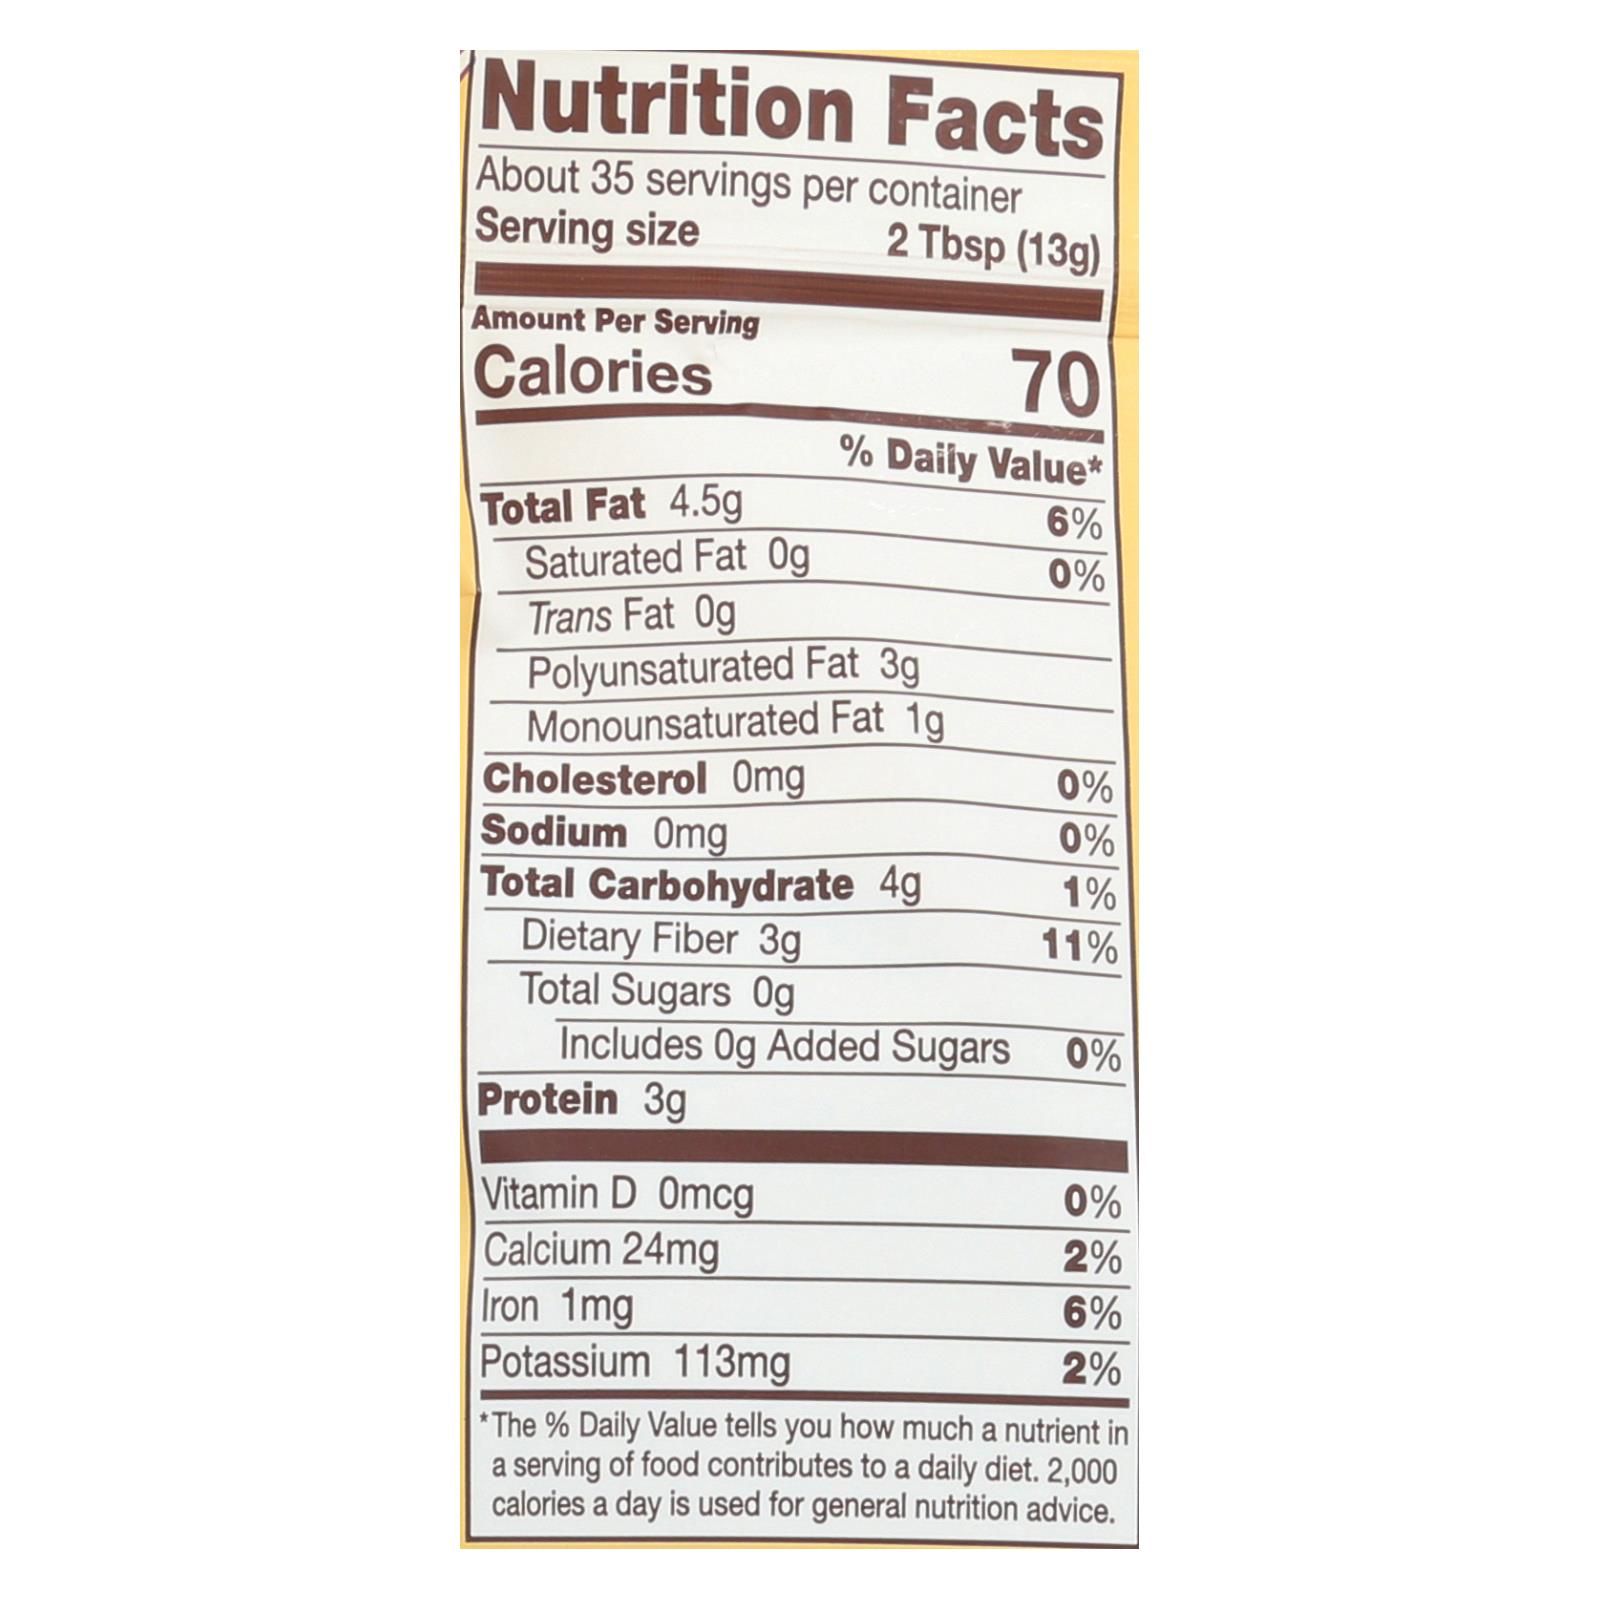 Nutrition Facts
About 35 servings per container
Serving size 2 Tbsp (13g)
Amount Per Serving
Calories 70
% Daily Value*
Total Fat 4.5g 6%
Saturated Fat 0g 0%
Trans Fat 0g
Polyunsaturated Fat 3g
Monounsaturated Fat 1g
Cholesterol 0mg 0%
Sodium 0mg 0%
Total Carbohydrate 4g 1%
Dietary Fiber 3g 11%
Total Sugars 0g
Includes 0g Added Sugars 0%
Protein 3g
Vitamin D 0mcg 0%
Calcium 24mg 2%
Iron 1mg 6%
Potassium 113mg 2%
*The % Daily Value tells you how much a nutrient in
a serving of food contributes to a daily diet. 2,000
calories a day is used for general nutrition advice.